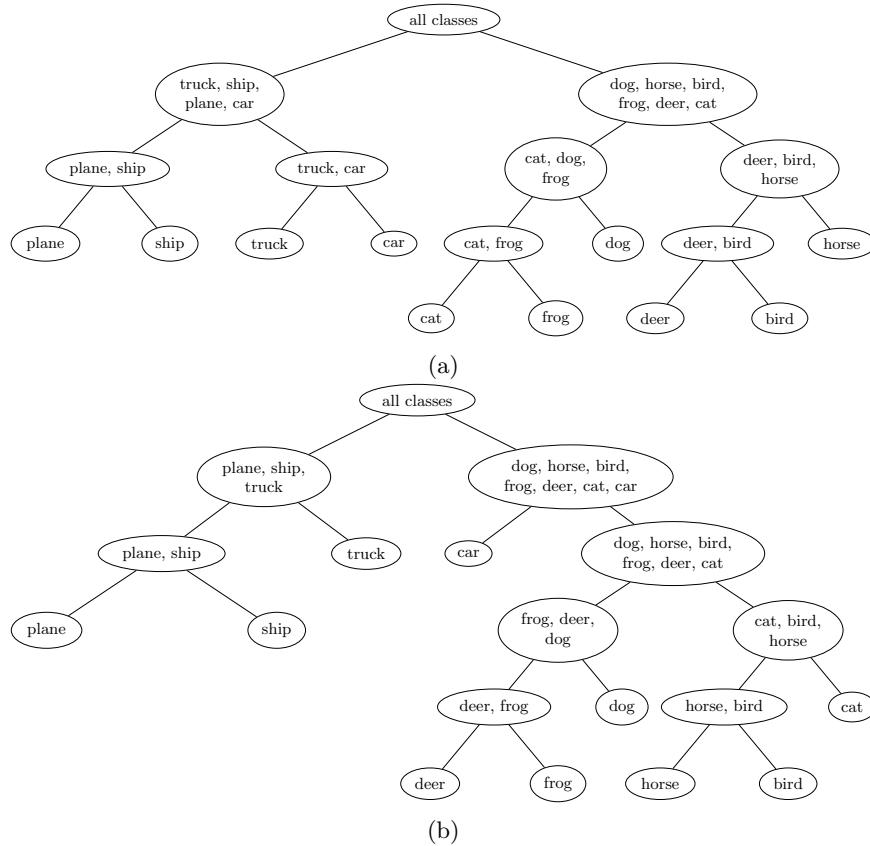 all classes
truck, ship,
plane, car
dog, horse, bird,
frog, deer, cat
plane, ship
truck, car
cat, dog,
frog
deer, bird,
horse
plane
ship
truck
car
cat, frog
dog
deer, bird
horse
cat
frog
deer
bird
(a)
all classes
plane, ship,
truck
dog, horse, bird,
frog, deer, cat, car
plane, ship
truck
car
dog, horse, bird,
frog, deer, cat
plane
ship
frog, deer,
dog
cat, bird,
horse
deer, frog
dog
horse, bird
cat
deer
frog
horse
bird
(b)